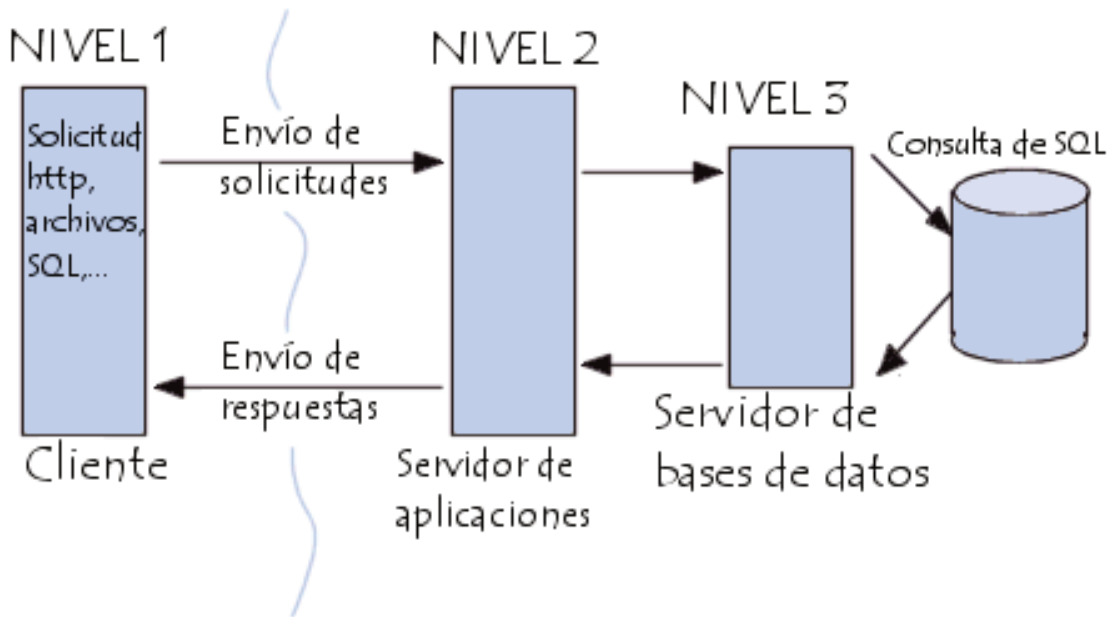 NIVEL 1
Solicitud
http,
archivos,
SQL,...
Cliente
Envío de
solicitudes
Envío de
respuestas
NIVEL 2
Servidor de
aplicaciones
NIVEL 3
Servidor de
bases de datos
Consulta de SQL